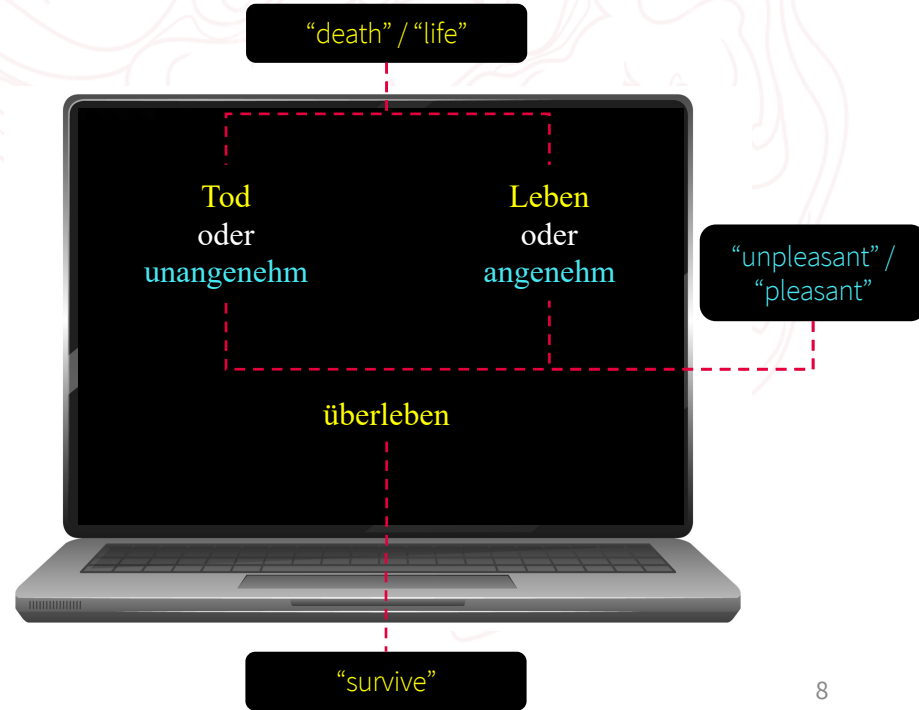 “death” / “life”
Tod
oder
unangenehm
Leben
oder
angenehm
“unpleasant” /
“pleasant”
überleben
“survive”
8